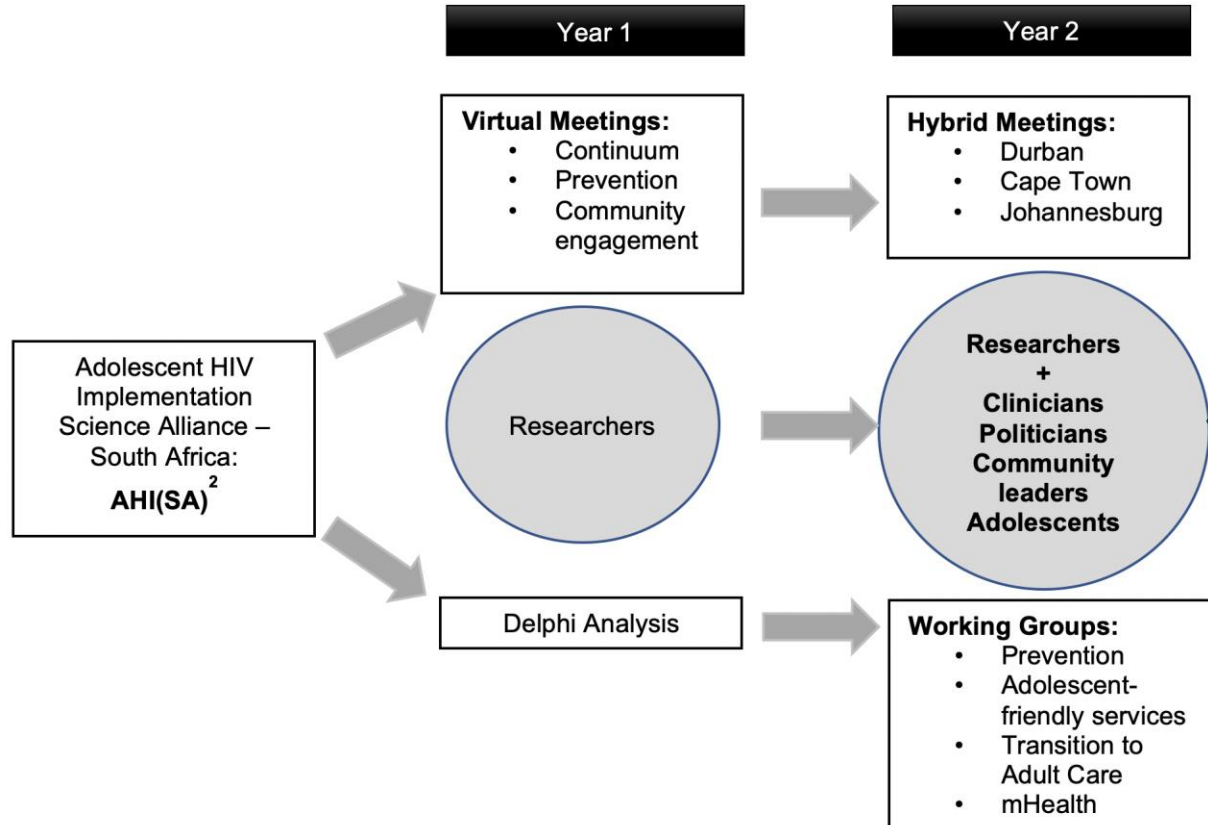 Year 1
Year 2
Virtual Meetings:
• Continuum
• Prevention
• Community
engagement
Hybrid Meetings:
• Durban
• Cape Town
• Johannesburg
Adolescent HIV
Implementation
Science Alliance –
South Africa:
AHI(SA)²
Researchers
Researchers
+
Clinicians
Politicians
Community
leaders
Adolescents
Delphi Analysis
Working Groups:
• Prevention
• Adolescent-
friendly services
• Transition to
Adult Care
• mHealth